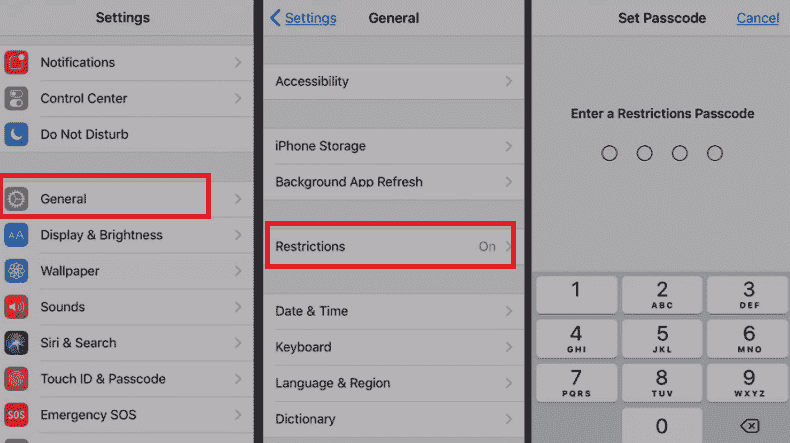 Settings
Notifications
Control Center
Do Not Disturb
General
Display & Brightness
AA
Wallpaper
Sounds
Siri & Search
Touch ID & Passcode
SOS
Emergency SOS
Settings
General
Accessibility
iPhone Storage
Background App Refresh
Restrictions On
Date & Time
Keyboard
Language & Region
Dictionary
Set Passcode Cancel
Enter a Restrictions Passcode
1 2 3
ABC DEF
4 5 6
GHI JKL MNO
7 8 9
PQRS TUV WXYZ
0